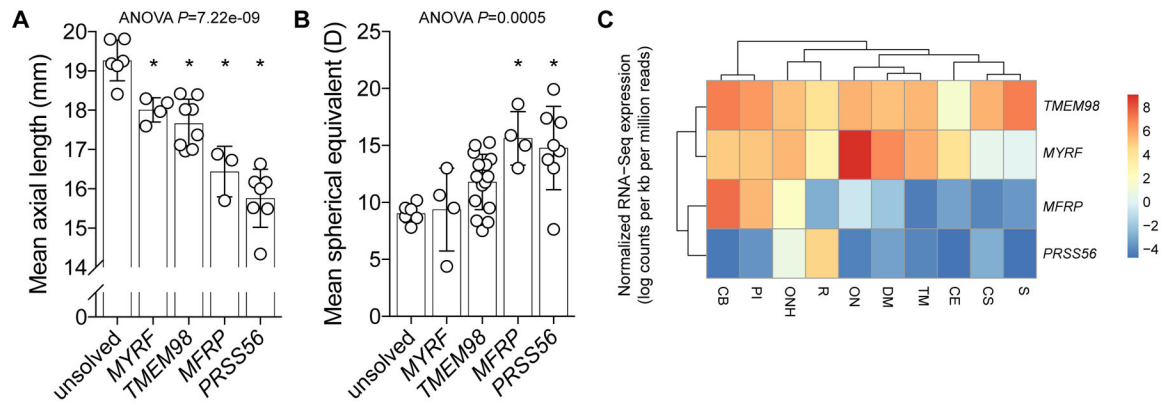 A
ANOVA P=7.22e-09
Mean axial length (mm)
20
19
18
17
16
15
14
0
* * * *
unsolved
MYRF
TMEM98
MFRP
PRSS56
B
ANOVA P=0.0005
Mean spherical equivalent (D)
25
20
15
10
5
0
* *
unsolved
MYRF
TMEM98
MFRP
PRSS56
C
Normalized RNA−Seq expression
(log counts per kb per million reads)
TMEM98
MYRF
MFRP
PRSS56
CB
PI
ONH
R
ON
DM
TM
CE
CS
S
8
6
4
2
0
−2
−4